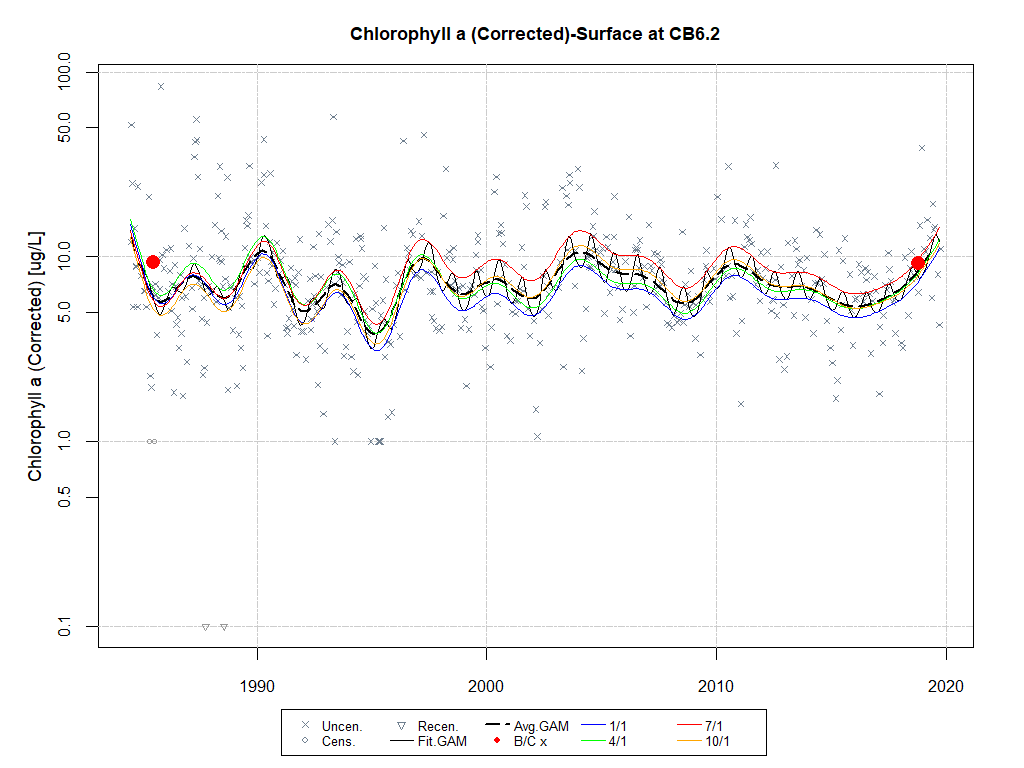 Chlorophyll a (Corrected)-Surface at CB6.2
Chlorophyll a (Corrected) [ug/L]
100.0
50.0
10.0
5.0
1.0
0.5
0.1
1990 2000 2010 2020
Uncen. Recen. Avg.GAM 1/1 7/1
Cens. Fit.GAM B/C x 4/1 10/1